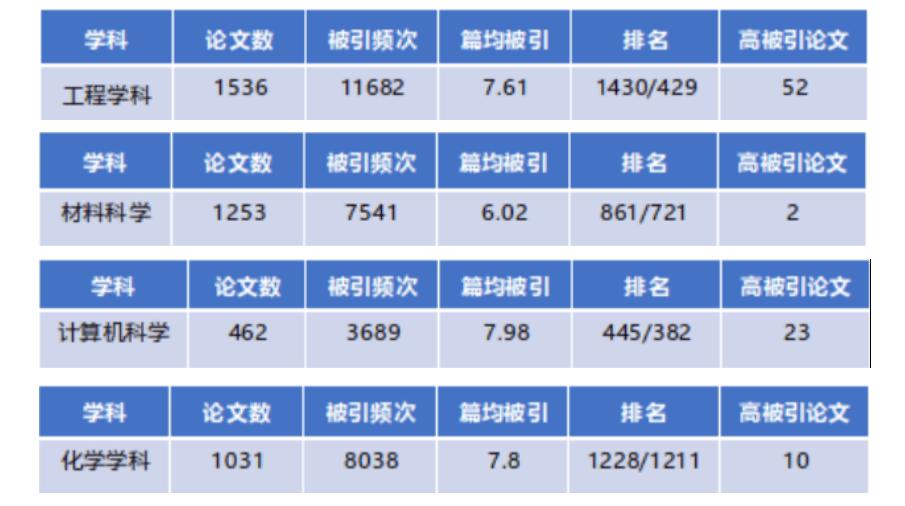 学科 论文数 被引频次 篇均被引 排名 高被引论文
工程学科 1536 11682 7.61 1430/429 52
学科 论文数 被引频次 篇均被引 排名 高被引论文
材料科学 1253 7541 6.02 861/721 2
学科 论文数 被引频次 篇均被引 排名 高被引论文
计算机科学 462 3689 7.98 445/382 23
学科 论文数 被引频次 篇均被引 排名 高被引论文
化学学科 1031 8038 7.8 1228/1211 10